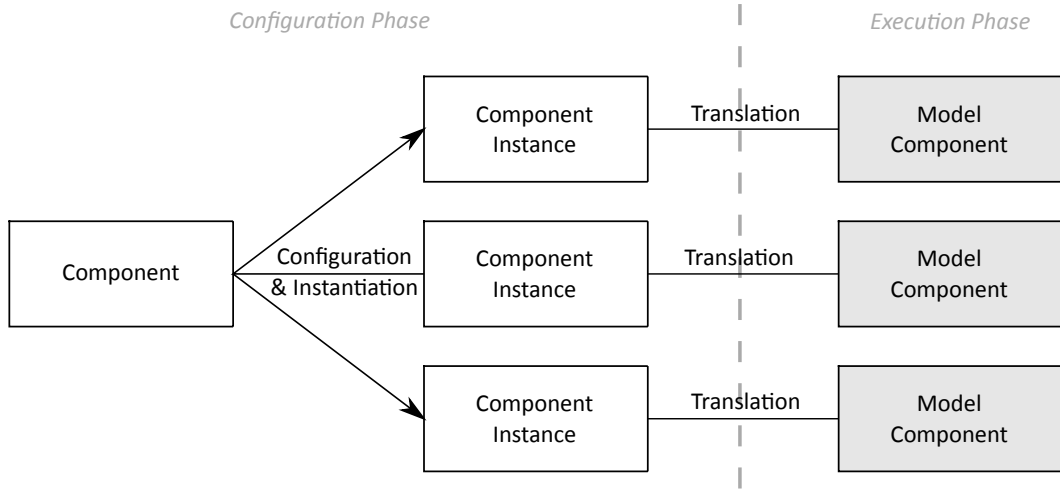 Configuration Phase
Execution Phase
Component
Instance
Translation
Model
Component
Component
Configuration
& Instantiation
Component
Instance
Translation
Model
Component
Component
Instance
Translation
Model
Component